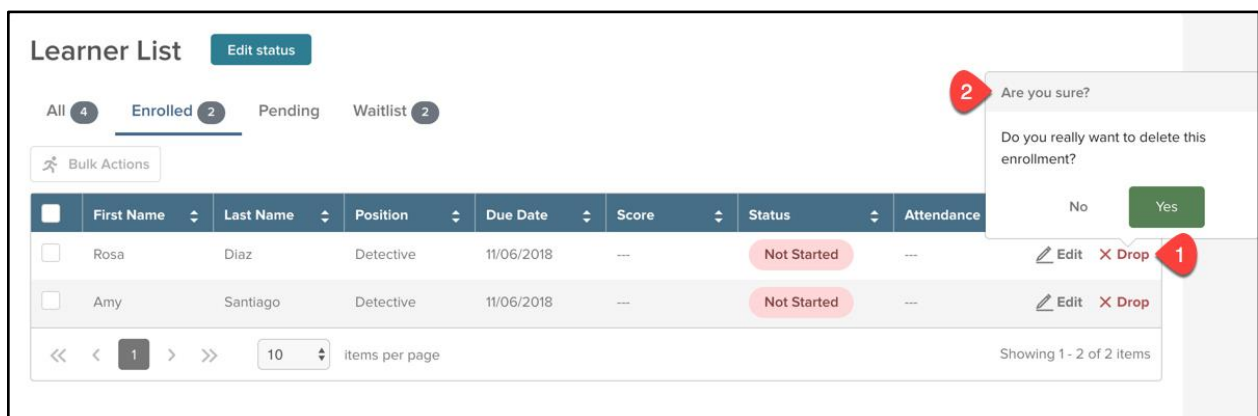 Learner List Edit status
All 4 Enrolled 2 Pending Waitlist 2
Bulk Actions
2 Are you sure?
Do you really want to delete this
enrollment?
No Yes
First Name Last Name Position Due Date Score Status Attendance
Rosa Diaz Detective 11/06/2018 --- Not Started --- Edit Drop 1
Amy Santiago Detective 11/06/2018 --- Not Started --- Edit Drop
1 10 items per page Showing 1 - 2 of 2 items